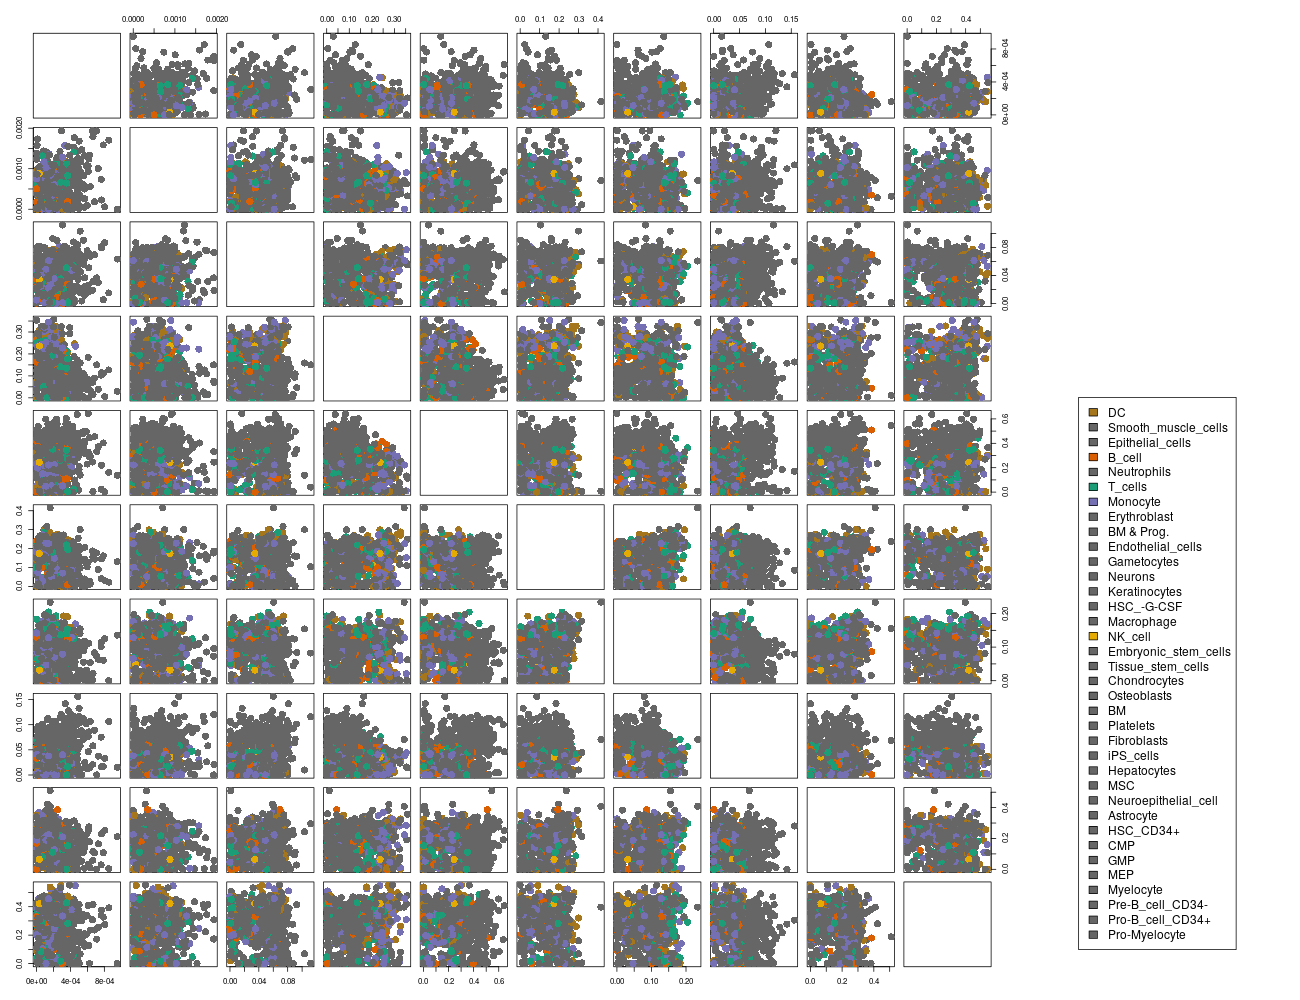 0.0000 0.0010 0.0020 0.00 0.10 0.20 0.30 0.0 0.1 0.2 0.3 0.4 0.00 0.05 0.10 0.15 0.0 0.2 0.4
0e+00 4e-04 8e-04
0.0000 0.0010 0.0020
0.00 0.04 0.08
0.00 0.10 0.20 0.30
0.0 0.2 0.4 0.6
0.0 0.1 0.2 0.3 0.4
0.00 0.10 0.20
0.00 0.05 0.10 0.15
0.0 0.2 0.4
0.0 0.2 0.4
0e+00 4e-04 8e-04 0.00 0.04 0.08 0.0 0.2 0.4 0.6 0.00 0.10 0.20 0.0 0.2 0.4
DC
Smooth_muscle_cells
Epithelial_cells
B_cell
Neutrophils
T_cells
Monocyte
Erythroblast
BM & Prog.
Endothelial_cells
Gametocytes
Neurons
Keratinocytes
HSC_-G-CSF
Macrophage
NK_cell
Embryonic_stem_cells
Tissue_stem_cells
Chondrocytes
Osteoblasts
BM
Platelets
Fibroblasts
iPS_cells
Hepatocytes
MSC
Neuroepithelial_cell
Astrocyte
HSC_CD34+
CMP
GMP
MEP
Myelocyte
Pre-B_cell_CD34-
Pro-B_cell_CD34+
Pro-Myelocyte